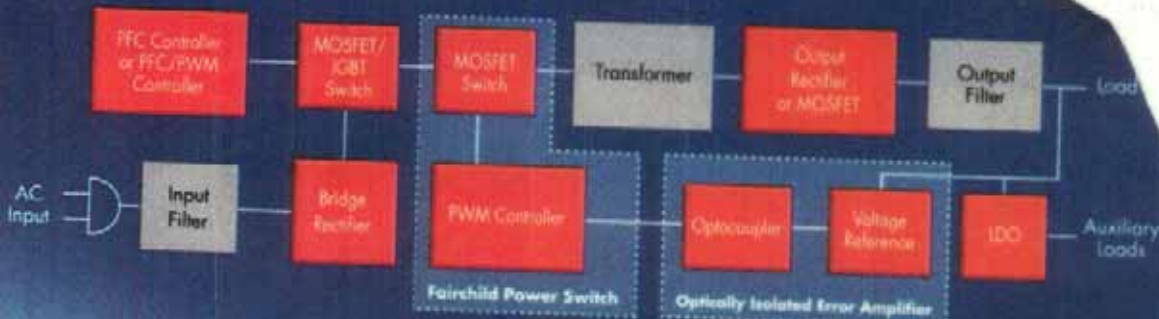 PFC Controller
or PFC/PWM
Controller
MOSFET/
IGBT
Switch
MOSFET
Switch
Transformer
Output
Rectifier
or MOSFET
Output
Filter
Load
AC
Input
Input
Filter
Bridge
Rectifier
PWM Controller
Optocoupler
Voltage
Reference
LDO
Auxiliary
Loads
Fairchild Power Switch
Optically Isolated Error Amplifier